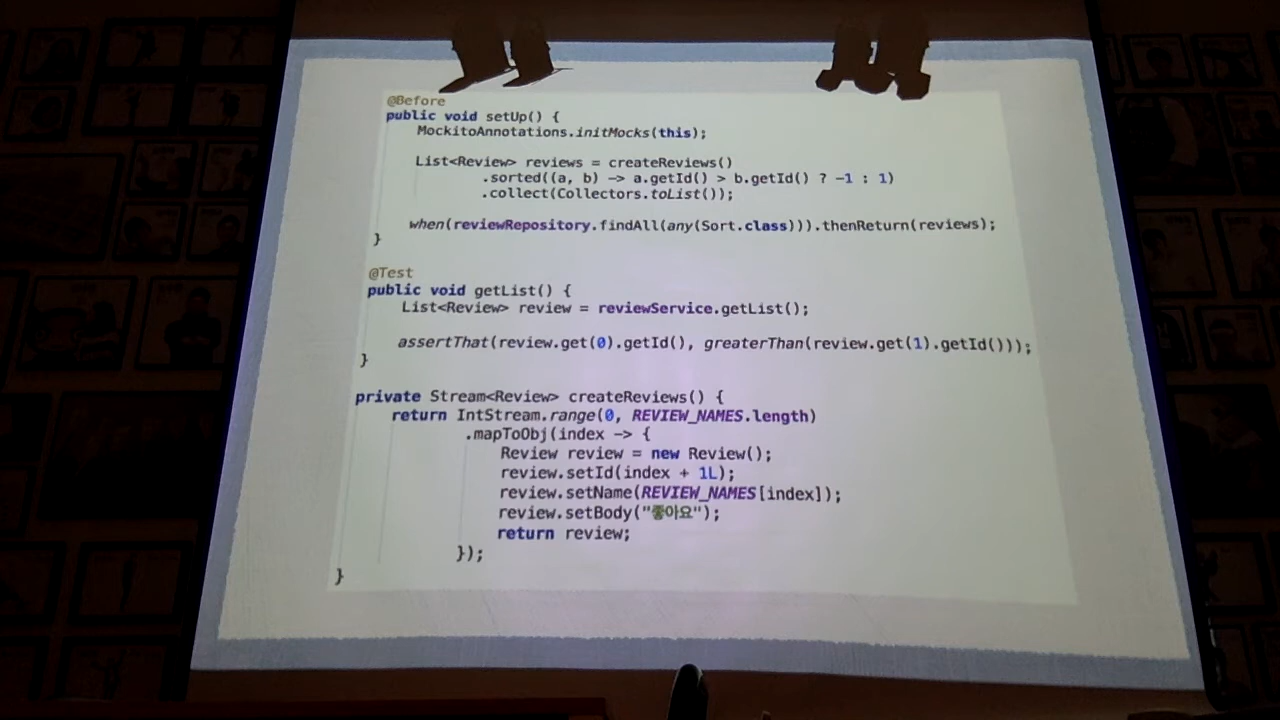 @Before
public void setUp() {
MockitoAnnotations.initMocks(this);
List<Review> reviews = createReviews()
.sorted((a, b) -> a.getId() > b.getId() ? -1 : 1)
.collect(Collectors.toList());
when(reviewRepository.findAll(any(Sort.class))).thenReturn(reviews);
}
@Test
public void getList() {
List<Review> review = reviewService.getList();
assertThat(review.get(0).getId(), greaterThan(review.get(1).getId()));
}
private Stream<Review> createReviews() {
return IntStream.range(0, REVIEW_NAMES.length)
.mapToObj(index -> {
Review review = new Review();
review.setId(index + 1L);
review.setName(REVIEW_NAMES[index]);
review.setBody("좋아요");
return review;
});
}